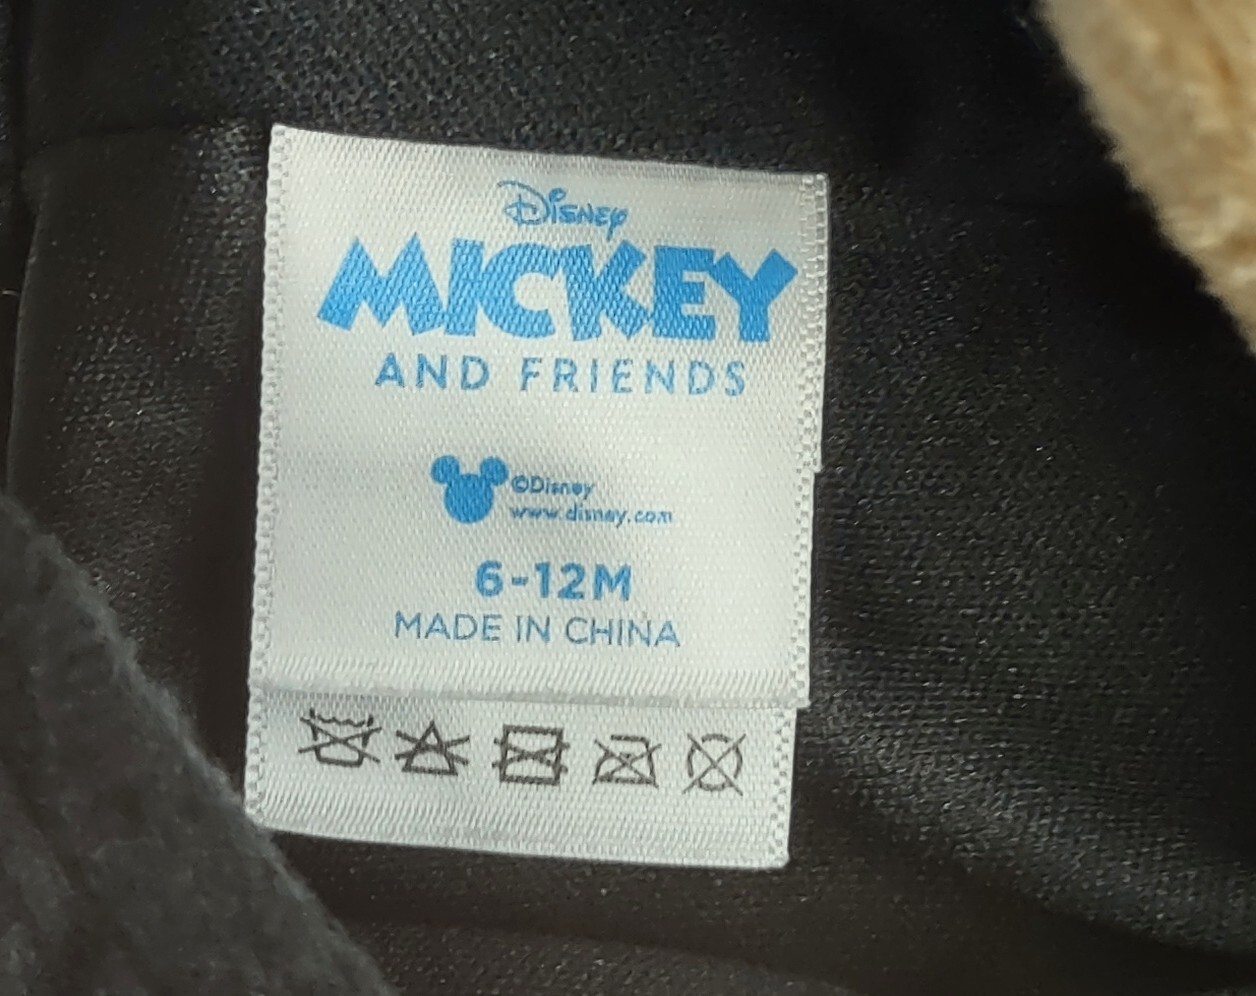 Disney
MICKEY
AND FRIENDS
©Disney
www.disney.com
6-12M
MADE IN CHINA